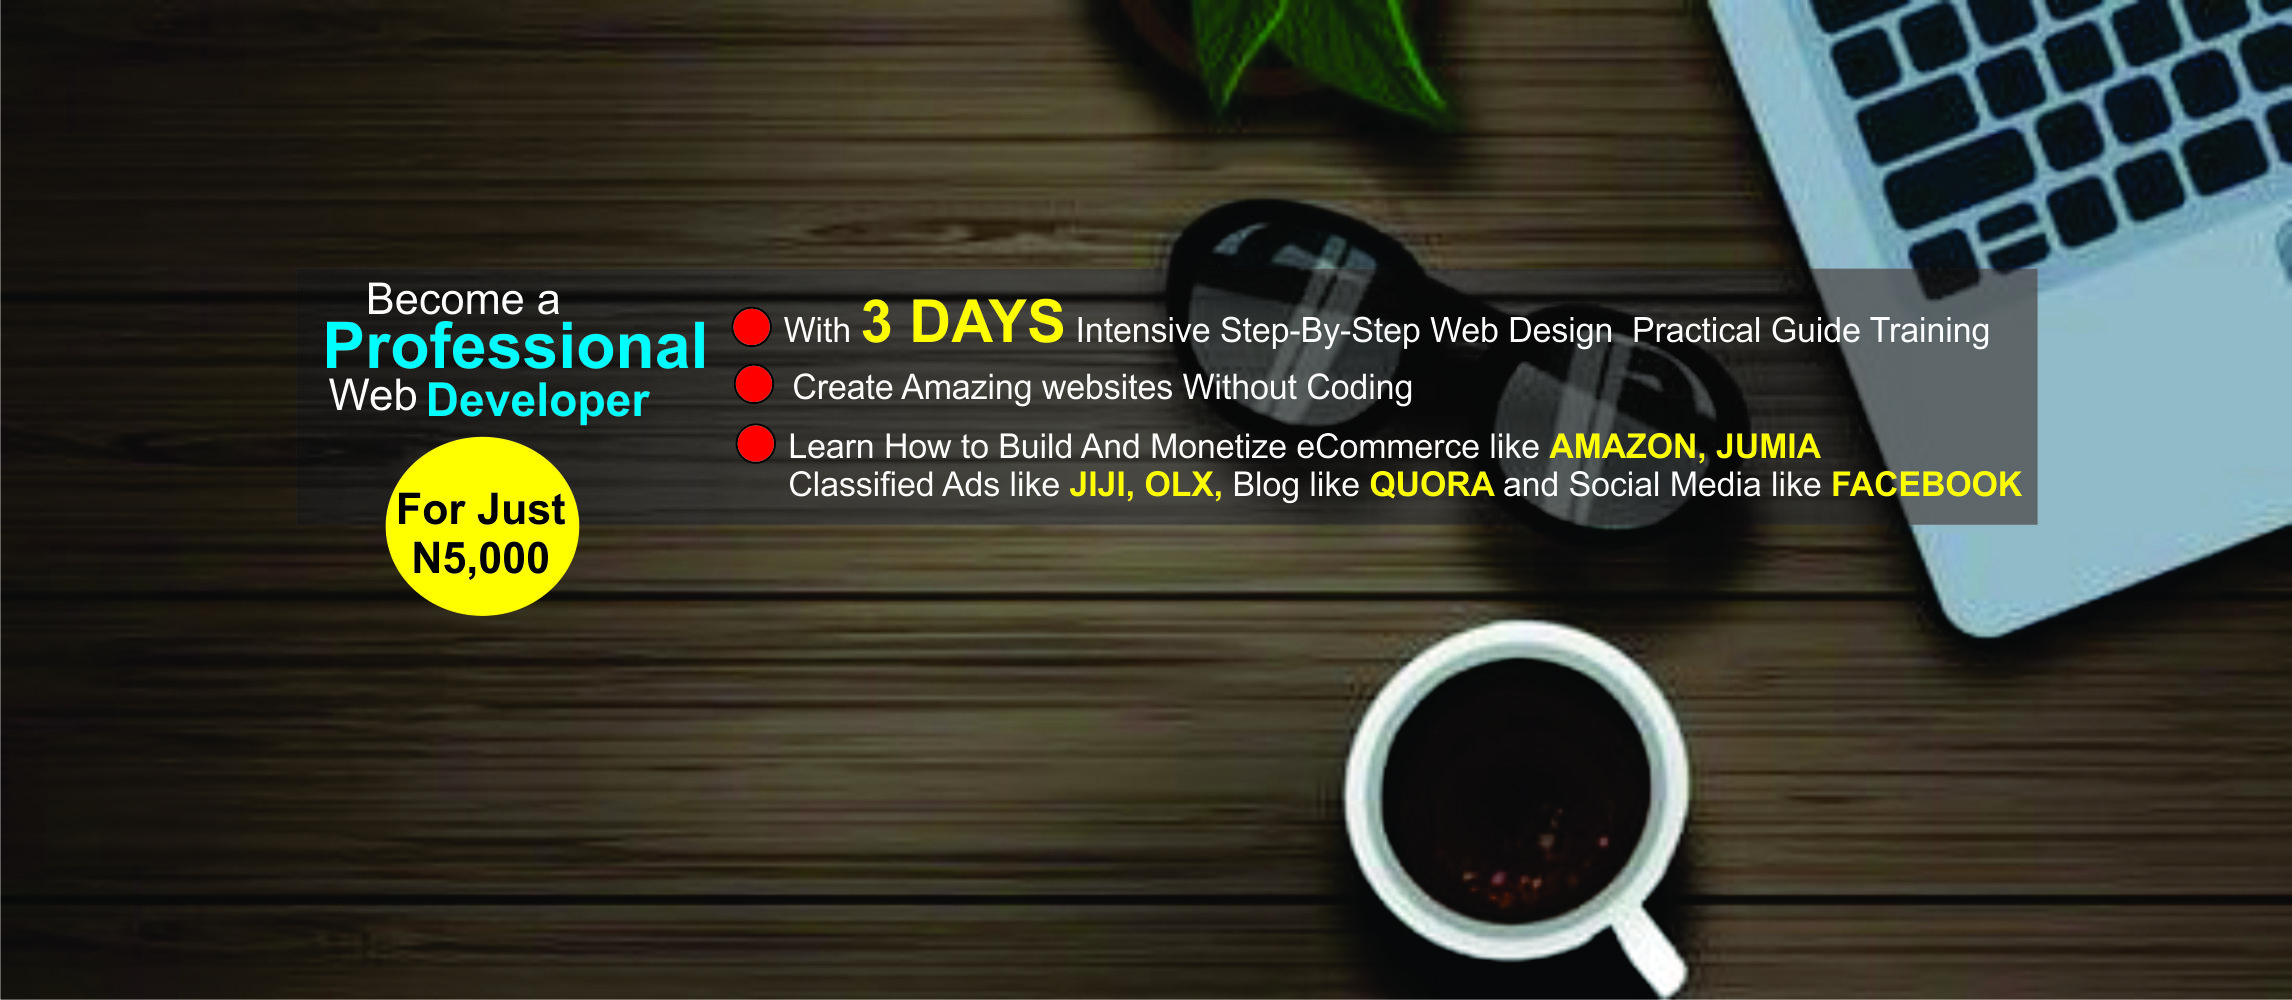 Become a
Professional
Web Developer
For Just
N5,000
With 3 DAYS Intensive Step-By-Step Web Design Practical Guide Training
Create Amazing websites Without Coding
Learn How to Build And Monetize eCommerce like AMAZON, JUMIA
Classified Ads like JIJI, OLX, Blog like QUORA and Social Media like FACEBOOK